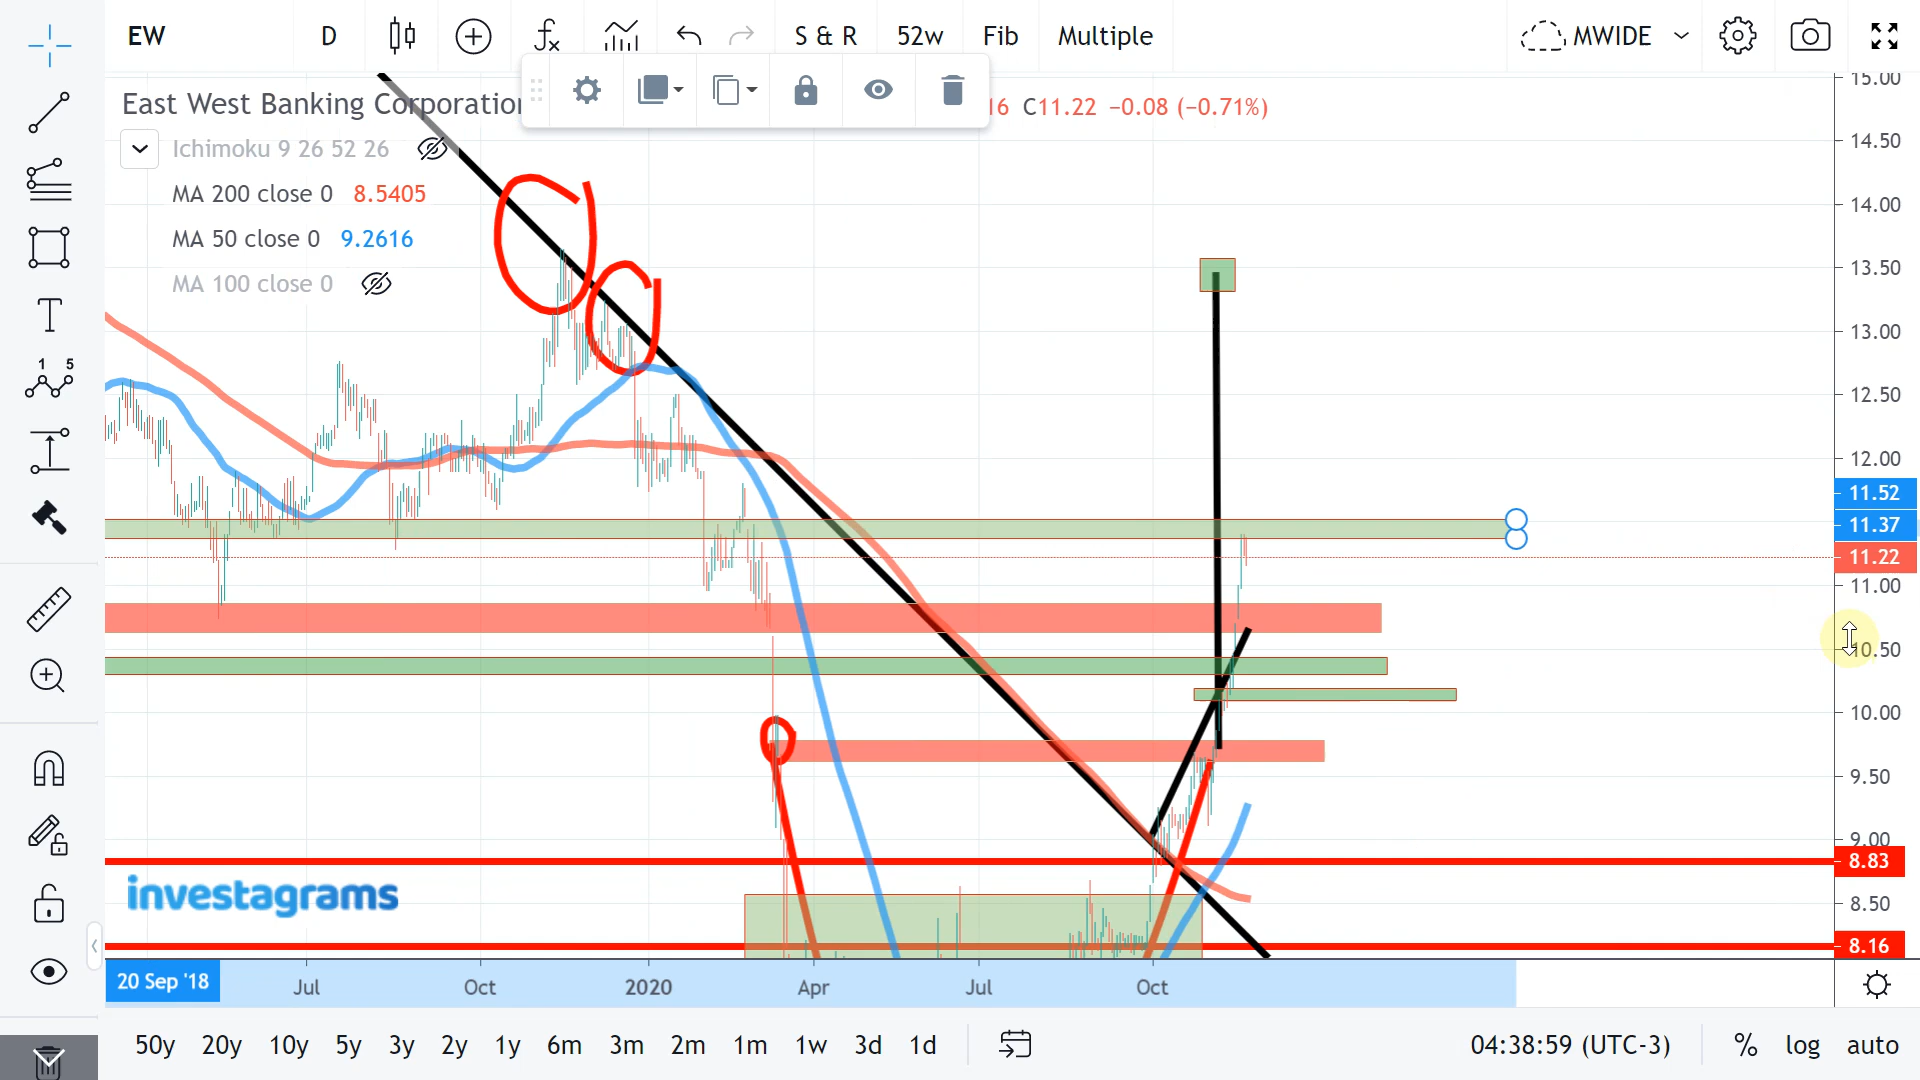 EW D S & R 52w Fib Multiple MWIDE
East West Banking Corporation 16 C11.22 −0.08 (−0.71%)
Ichimoku 9 26 52 26
MA 200 close 0 8.5405
MA 50 close 0 9.2616
MA 100 close 0
1 5
15.00
14.50
14.00
13.50
13.00
12.50
12.00
11.52
11.37
11.22
11.00
10.50
10.00
9.50
9.00
8.83
8.50
8.16
investagrams
20 Sep '18 Jul Oct 2020 Apr Jul Oct
50y 20y 10y 5y 3y 2y 1y 6m 3m 2m 1m 1w 3d 1d 04:38:59 (UTC-3) % log auto